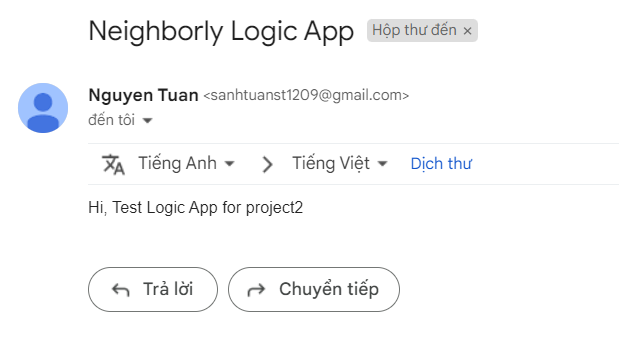 Neighborly Logic App Hộp thư đến ×
Nguyen Tuan <sanhtuanst1209@gmail.com>
đến tôi
Tiếng Anh > Tiếng Việt Dịch thư
Hi, Test Logic App for project2
Trả lời Chuyển tiếp